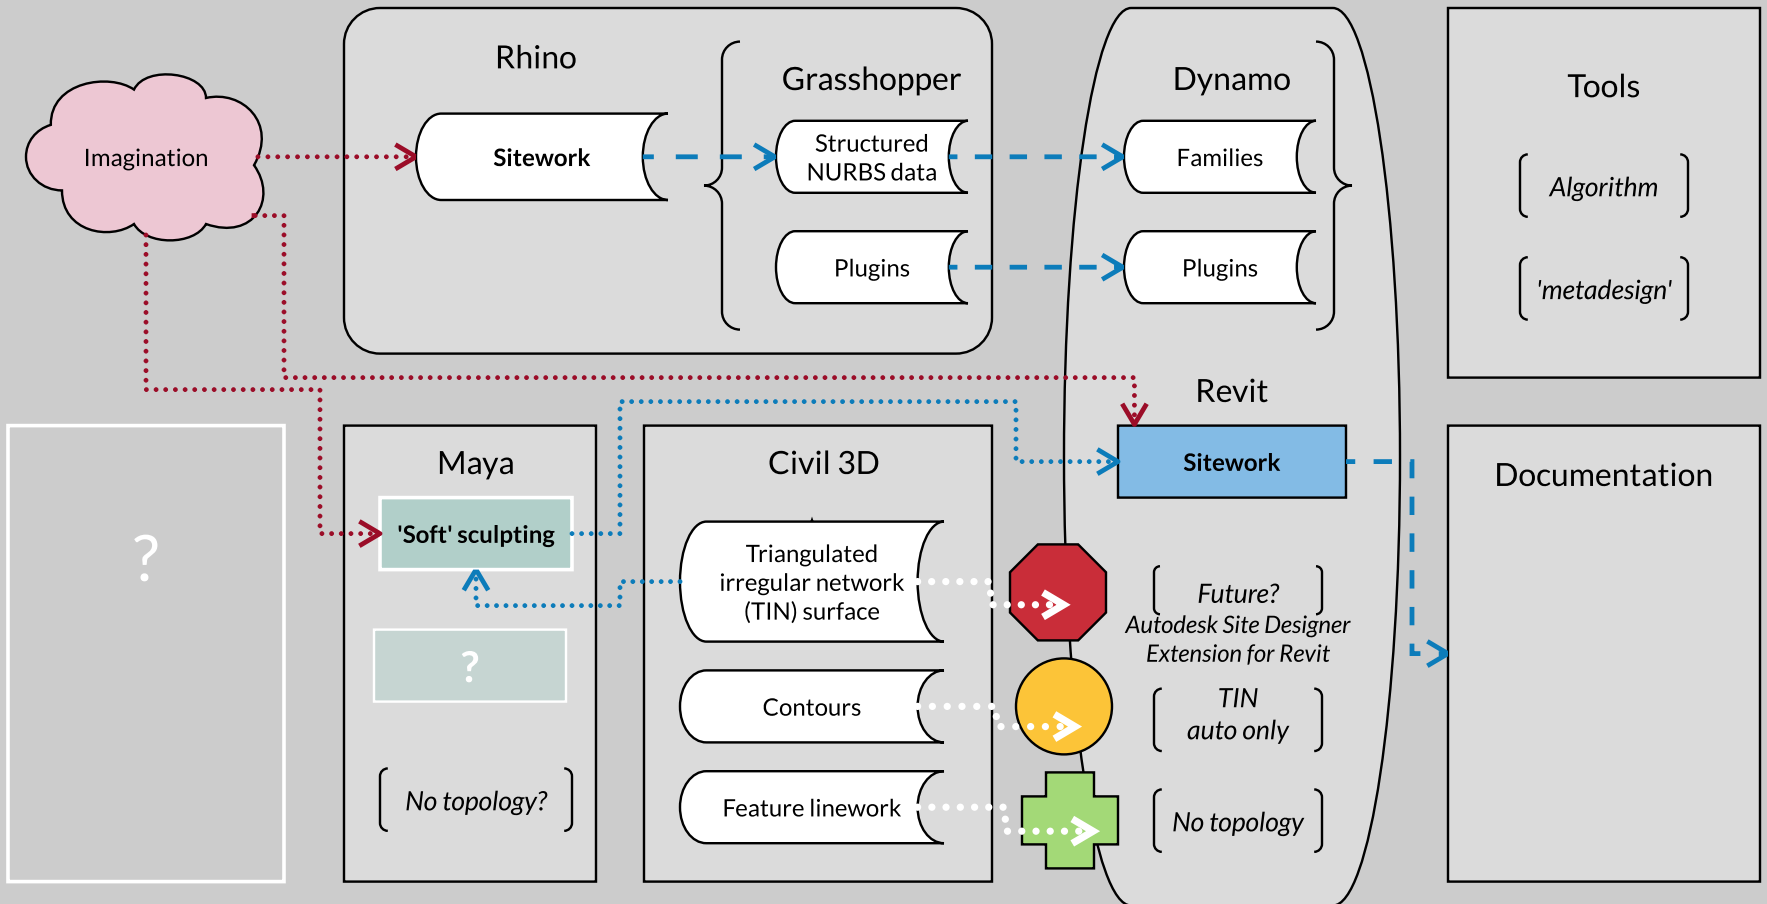 Rhino
Grasshopper
Dynamo
Tools
Imagination
Sitework
Structured
NURBS data
Families
Algorithm
Plugins
Plugins
'metadesign'
Revit
Maya
Civil 3D
Sitework
Documentation
?
'Soft' sculpting
Triangulated
irregular network
(TIN) surface
Future?
Autodesk Site Designer
Extension for Revit
?
Contours
TIN
auto only
No topology?
Feature linework
No topology